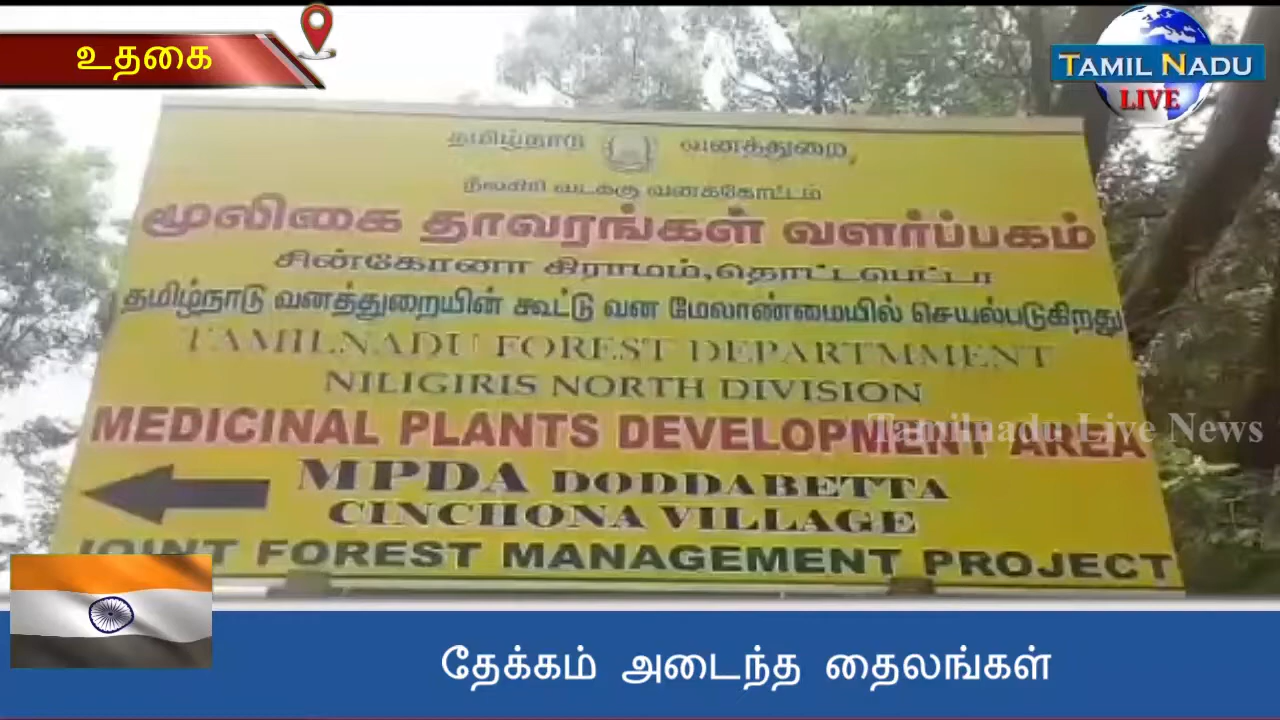 உதகை
TAMIL NADU
LIVE
தமிழ்நாடு வனத்துறை,
நீலகிரி வடக்கு வனக்கோட்டம்
மூலிகை தாவரங்கள் வளர்ப்பகம்
சின்கோனா கிராமம்,தொட்டபெட்டா
தமிழ்நாடு வனத்துறையின் கூட்டு வன மேலாண்மையில் செயல்படுகிறது
TAMILNADU FOREST DEPARTMMENT
NILIGIRIS NORTH DIVISION
MEDICINAL PLANTS DEVELOPMENT AREA
Tamilnadu Live News
MPDA DODDABETTA
CINCHONA VILLAGE
JOINT FOREST MANAGEMENT PROJECT
தேக்கம் அடைந்த தைலங்கள்